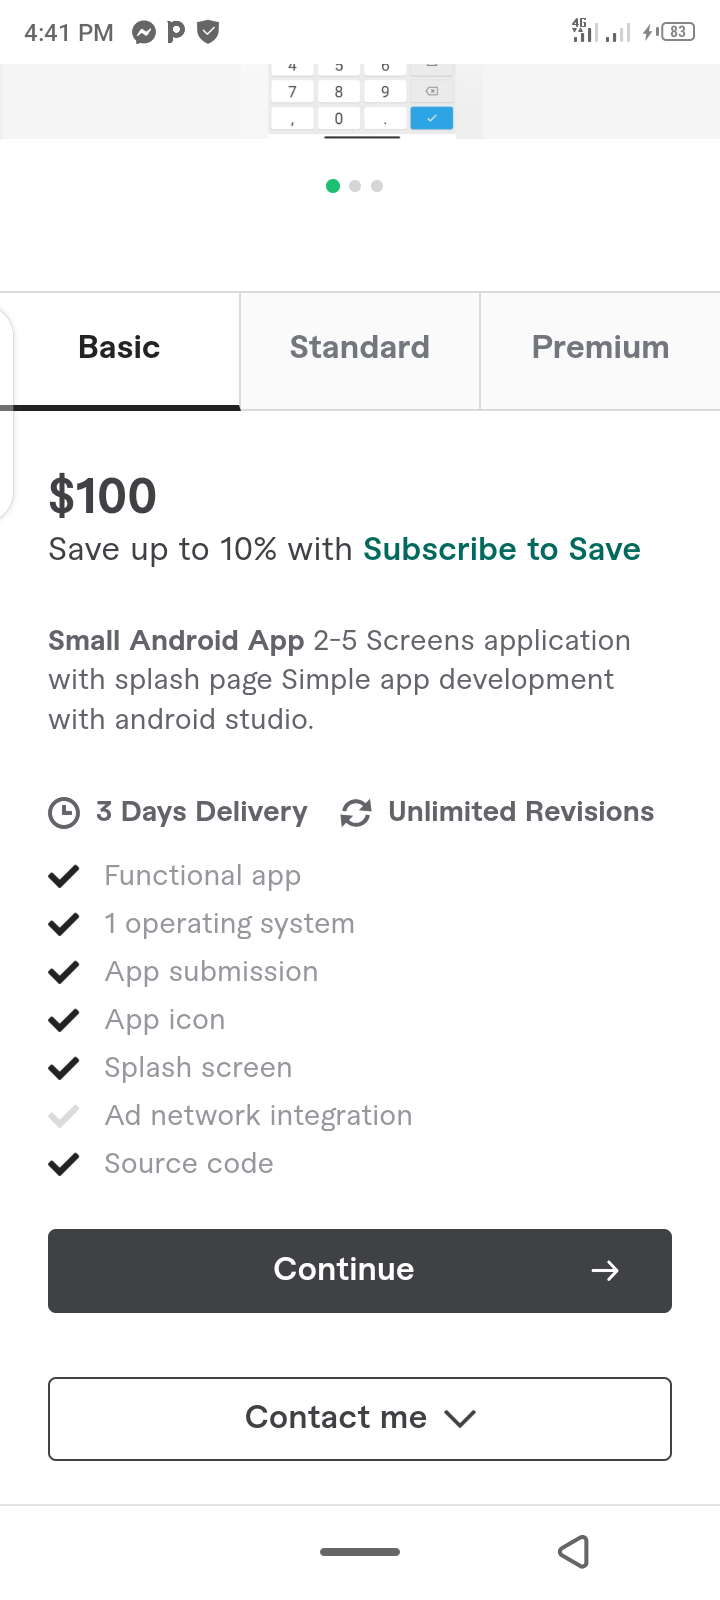 4:41 PM
4G
83
4 5 6
7 8 9
, 0 .
Basic Standard Premium
$100
Save up to 10% with Subscribe to Save
Small Android App 2-5 Screens application
with splash page Simple app development
with android studio.
3 Days Delivery Unlimited Revisions
Functional app
1 operating system
App submission
App icon
Splash screen
Ad network integration
Source code
Continue
Contact me